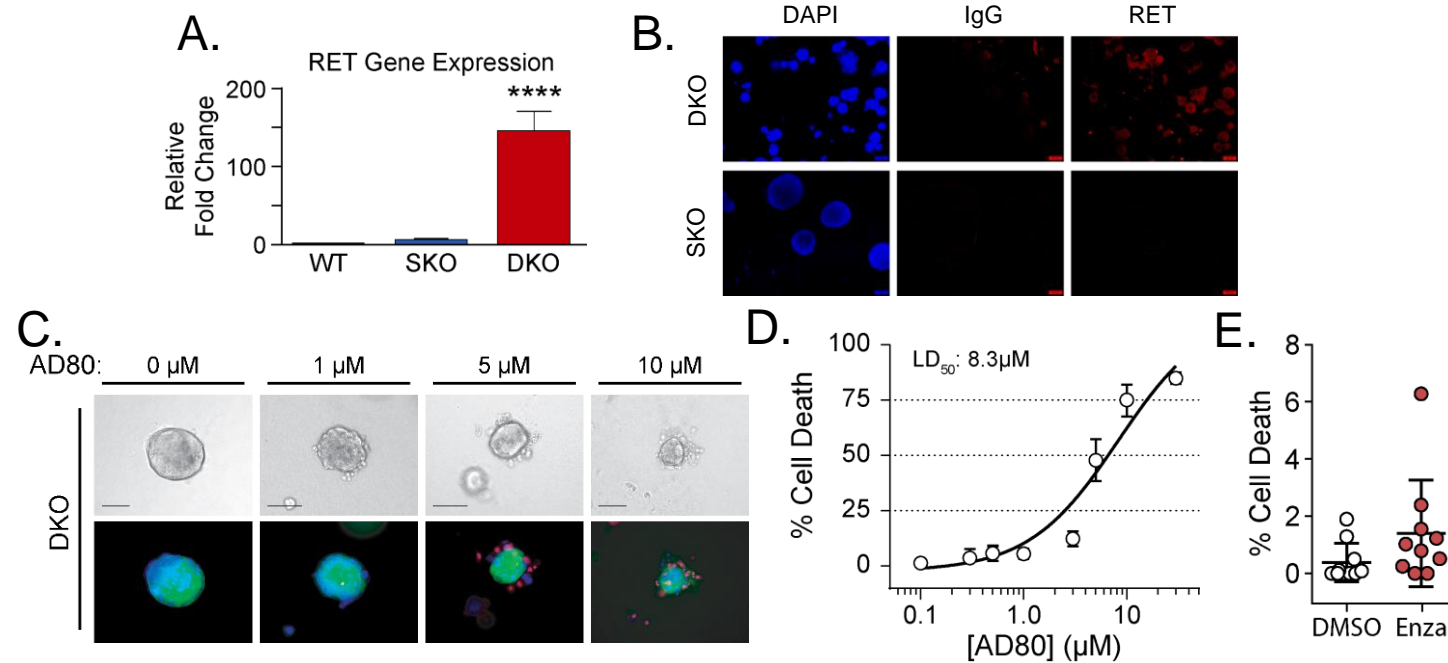 A.
RET Gene Expression
Relative
Fold Change
200
100
0
****
WT SKO DKO
B.
DAPI IgG RET
DKO
SKO
C.
AD80: 0 µM 1 µM 5 µM 10 µM
DKO
D.
LD50: 8.3µM
% Cell Death
100
75
50
25
0
0.1 1.0 10
[AD80] (µM)
E.
% Cell Death
8
6
4
2
0
DMSO Enza